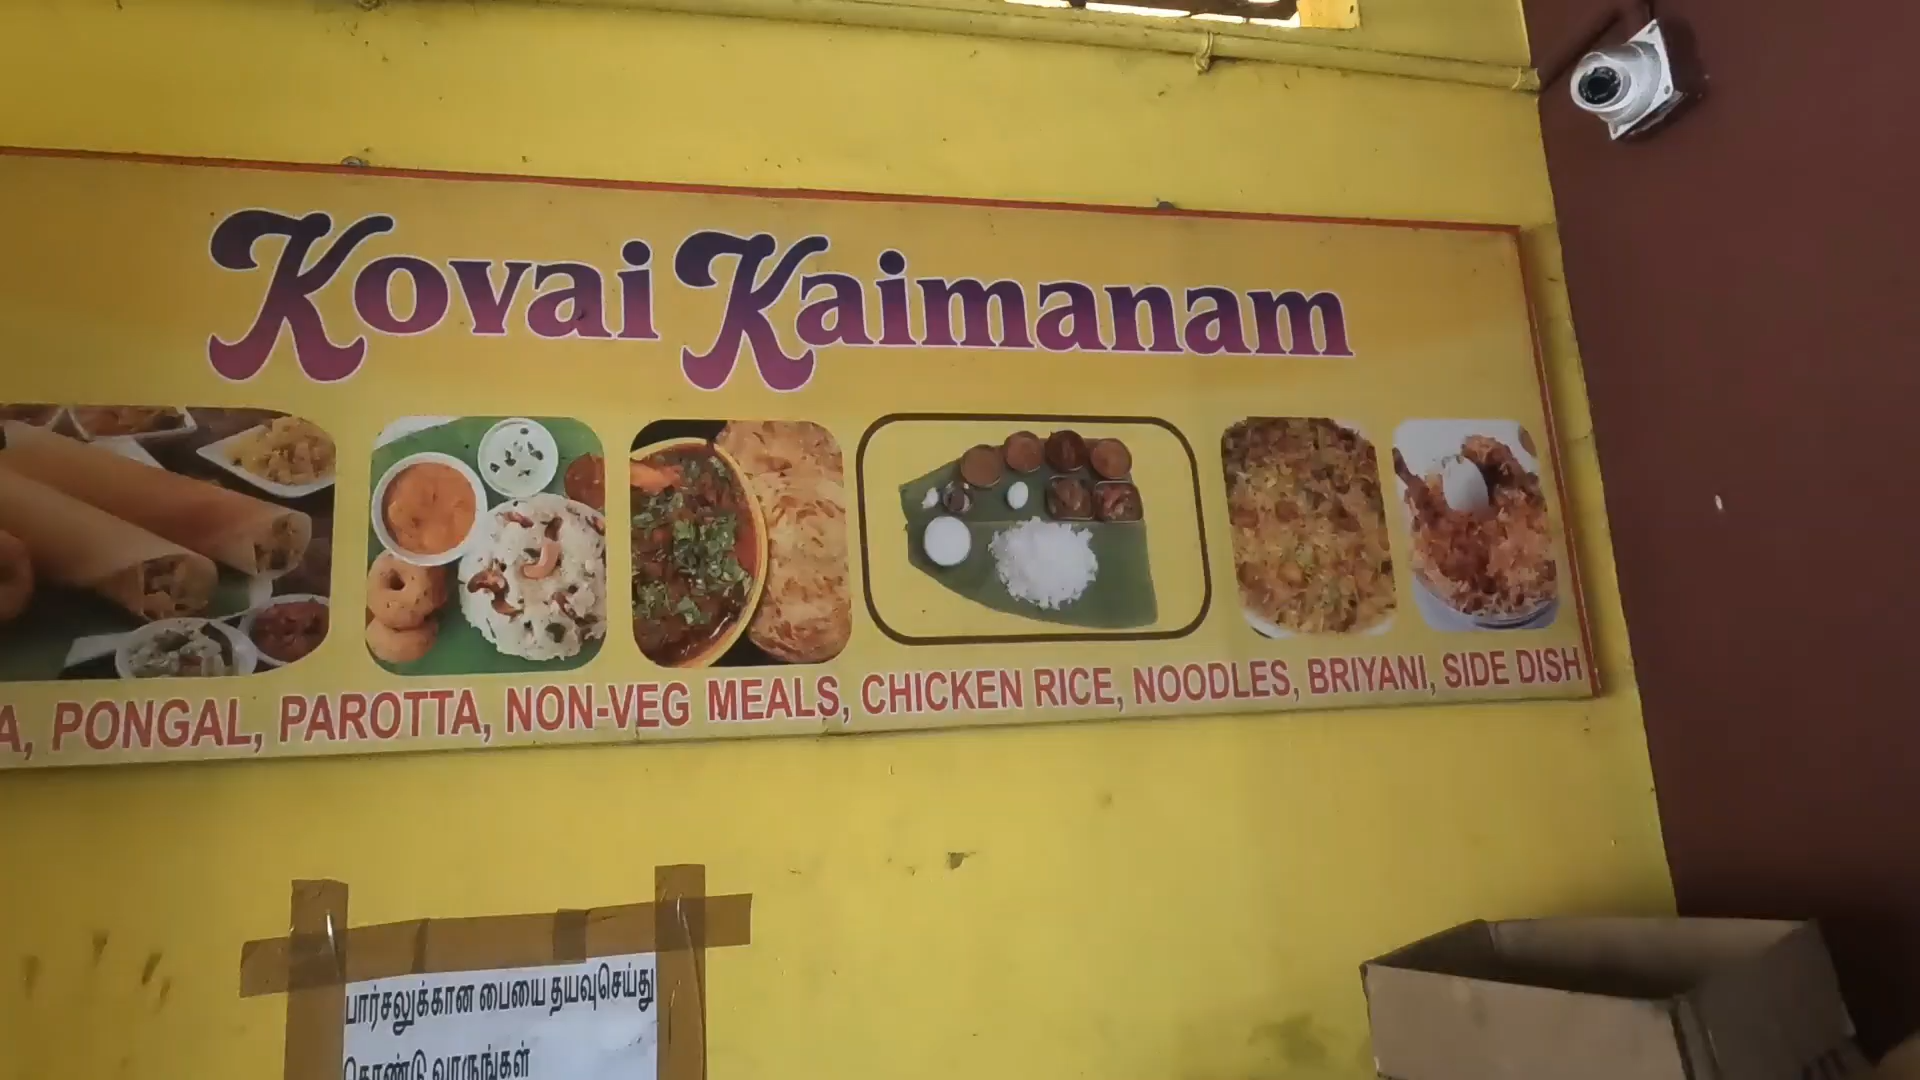 Kovai Kaimanam
A, PONGAL, PAROTTA, NON-VEG MEALS, CHICKEN RICE, NOODLES, BRIYANI, SIDE DISH
பார்சலுக்கான பையை தயவுசெய்து
கொண்டு வாருங்கள்